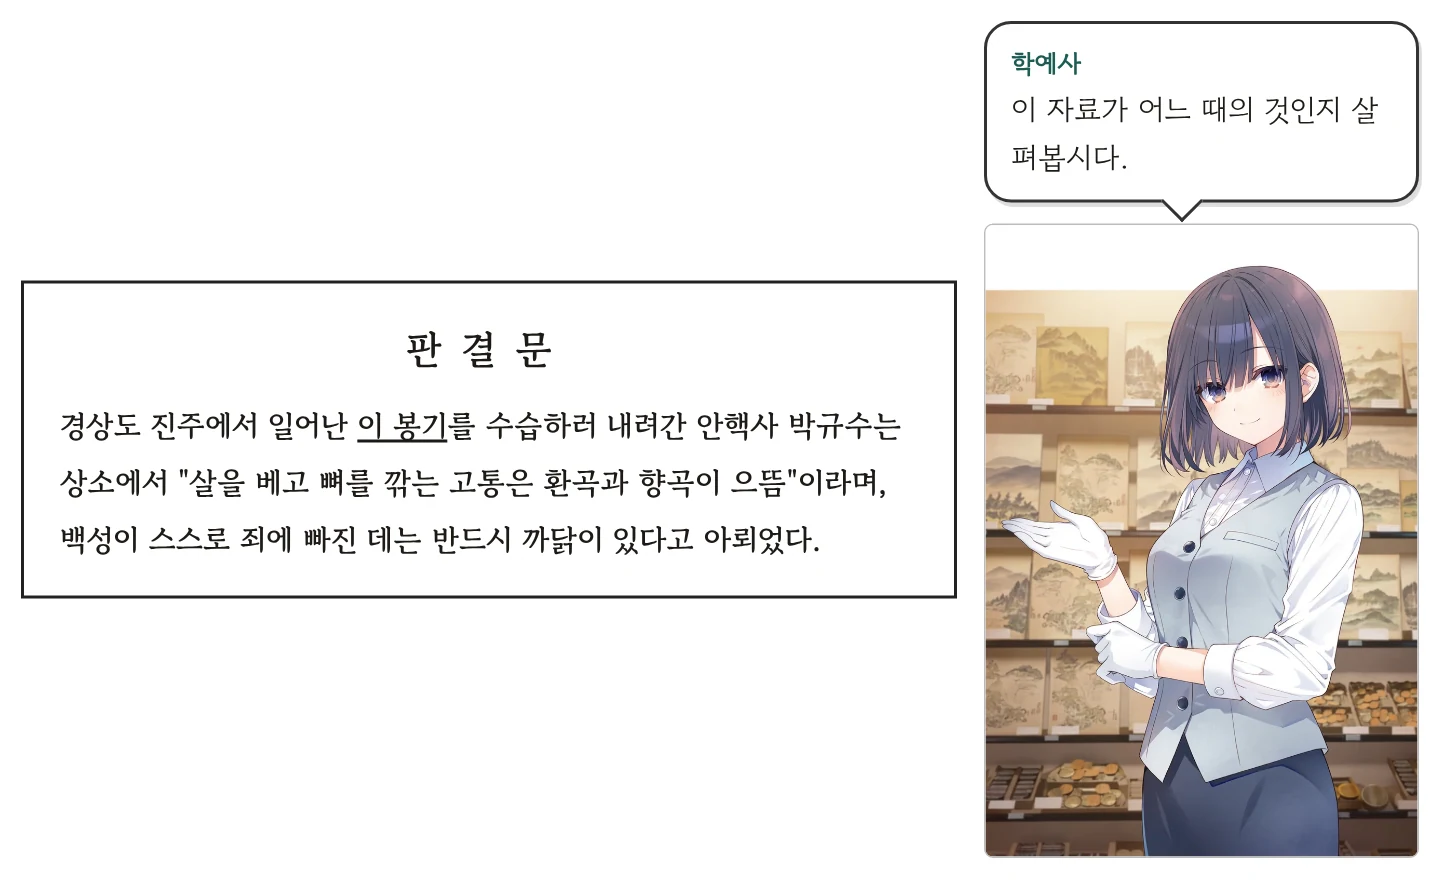 판 결 문
경상도 진주에서 일어난 이 봉기를 수습하러 내려간 안핵사 박규수는
상소에서 "살을 베고 뼈를 깎는 고통은 환곡과 향곡이 으뜸"이라며,
백성이 스스로 죄에 빠진 데는 반드시 까닭이 있다고 아뢰었다.
학예사
이 자료가 어느 때의 것인지 살
펴봅시다.